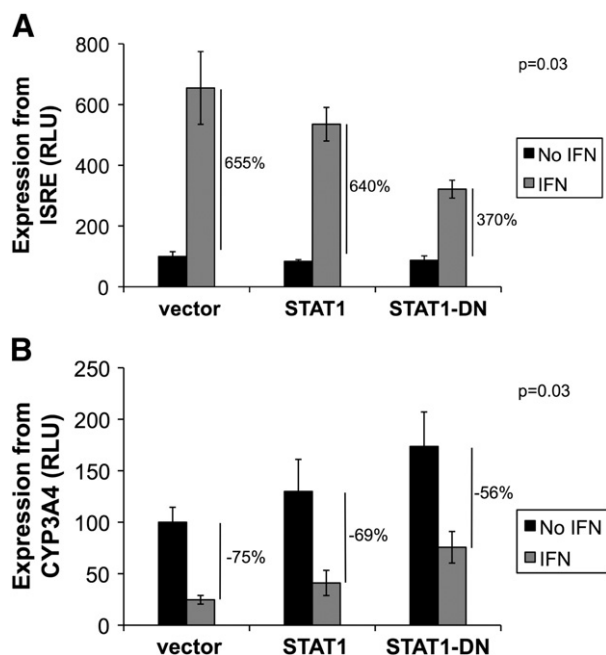 A
Expression from
ISRE (RLU)
800
600
400
200
0
655%
640%
370%
p=0.03
No IFN
IFN
vector
STAT1
STAT1-DN
B
Expression from
CYP3A4 (RLU)
250
200
150
100
50
0
-75%
-69%
-56%
p=0.03
No IFN
IFN
vector
STAT1
STAT1-DN